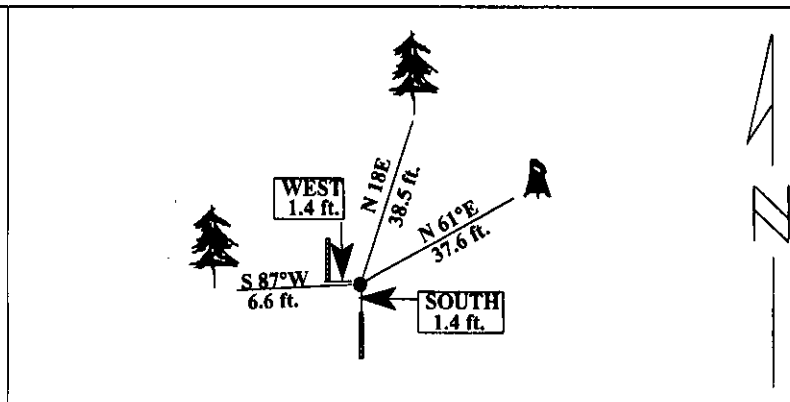 N 18E
38.5 ft.
WEST
1.4 ft.
N 61°E
37.6 ft.
S 87°W
6.6 ft.
SOUTH
1.4 ft.
N